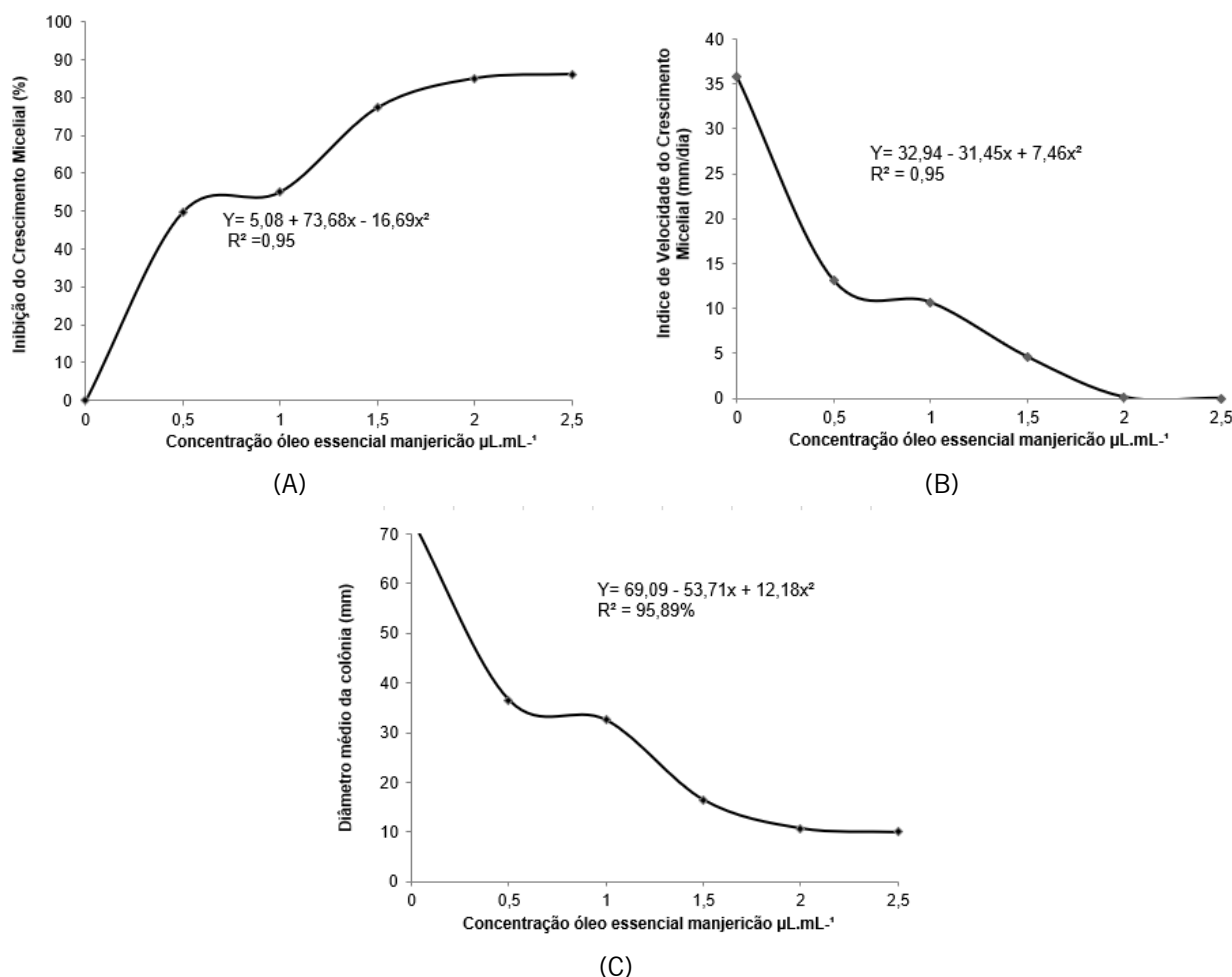 Inibição do Crescimento Micelial (%)
100
90
80
70
60
50
40
30
20
10
0
Y= 5,08 + 73,68x - 16,69x²
R² =0,95
0 0,5 1 1,5 2 2,5
Concentração óleo essencial manjericão µL.mL-¹
(A)
Indice de Velocidade do Crescimento
Micelial (mm/dia)
40
35
30
25
20
15
10
5
0
Y= 32,94 - 31,45x + 7,46x²
R² = 0,95
0 0,5 1 1,5 2 2,5
Concentração óleo essencial manjericão µL.mL-¹
(B)
Diâmetro médio da colônia (mm)
70
60
50
40
30
20
10
0
Y= 69,09 - 53,71x + 12,18x²
R² = 95,89%
0 0,5 1 1,5 2 2,5
Concentração óleo essencial manjericão µL.mL-¹
(C)